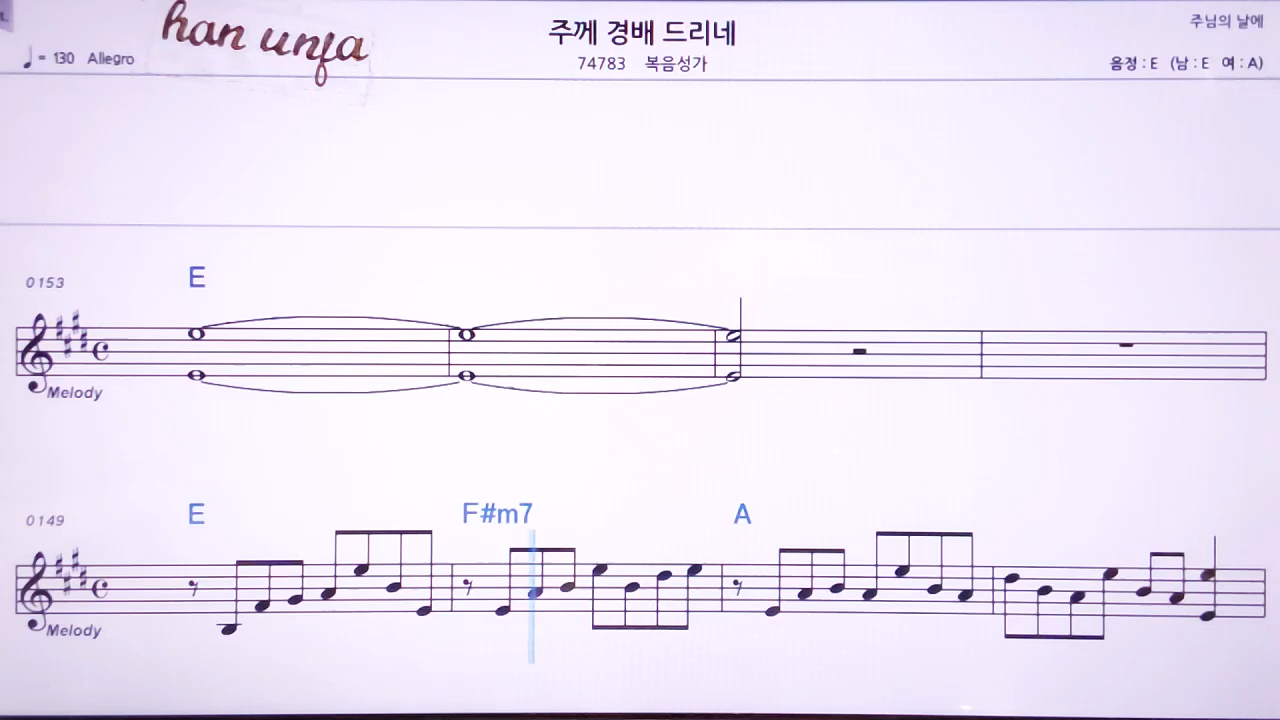 han unja
주께 경배 드리네
주님의 날에
♩= 130 Allegro
74783 복음성가
음정 : E (남 : E 여 : A)
0153
E
Melody
0149
E F#m7 A
Melody